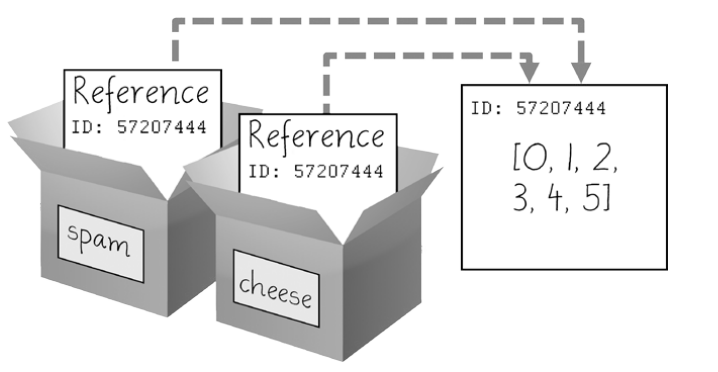 Reference
ID: 57207444
spam
Reference
ID: 57207444
cheese
ID: 57207444
[0, 1, 2,
3, 4, 5]